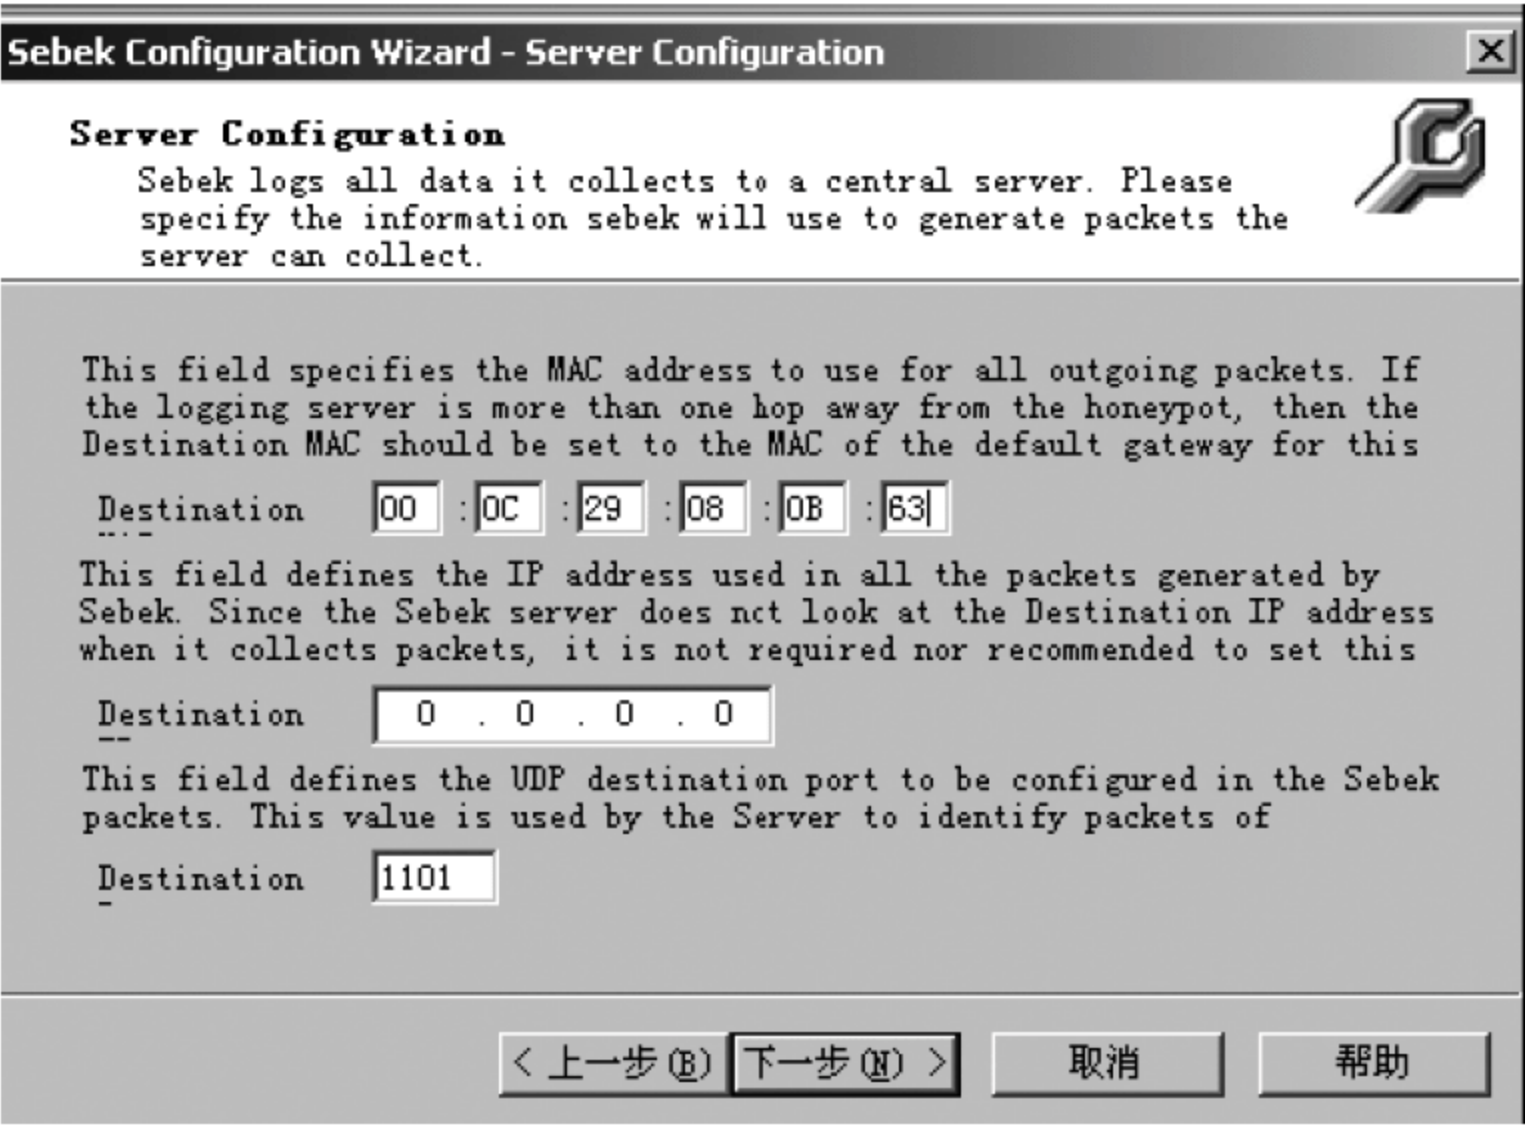 Sebek Configuration Wizard - Server Configuration
Server Configuration
Sebek logs all data it collects to a central server. Please
specify the information sebek will use to generate packets the
server can collect.
This field specifies the MAC address to use for all outgoing packets. If
the logging server is more than one hop away from the honeypot, then the
Destination MAC should be set to the MAC of the default gateway for this
Destination 00 :0C :29 :08 :0B :63
This field defines the IP address used in all the packets generated by
Sebek. Since the Sebek server does not look at the Destination IP address
when it collects packets, it is not required nor recommended to set this
Destination 0 . 0 . 0 . 0
This field defines the UDP destination port to be configured in the Sebek
packets. This value is used by the Server to identify packets of
Destination 1101
< 上一步(B) 下一步(N) > 取消 帮助